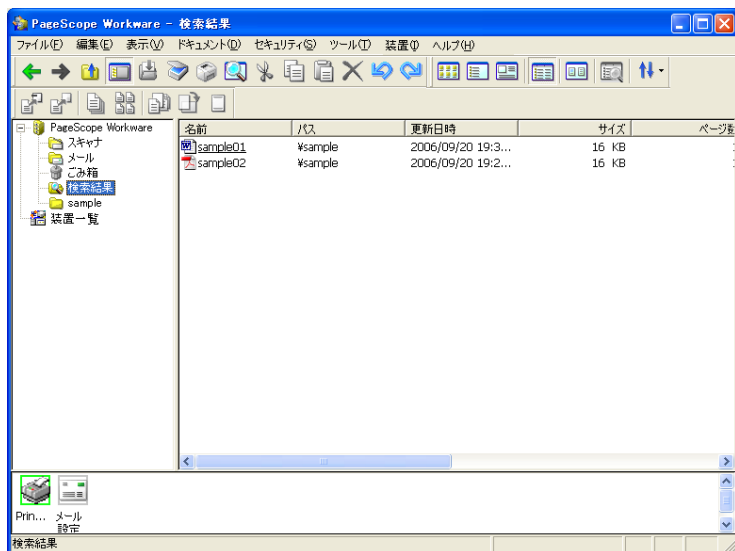 PageScope Workware - 検索結果
ファイル(F) 編集(E) 表示(V) ドキュメント(D) セキュリティ(S) ツール(T) 装置(I) ヘルプ(H)
PageScope Workware
スキャナ
メール
ごみ箱
検索結果
sample
装置一覧
名前 パス 更新日時 サイズ ページ数
sample01 ¥sample 2006/09/20 19:3... 16 KB
sample02 ¥sample 2006/09/20 19:2... 16 KB
Prin... メール
設定
検索結果